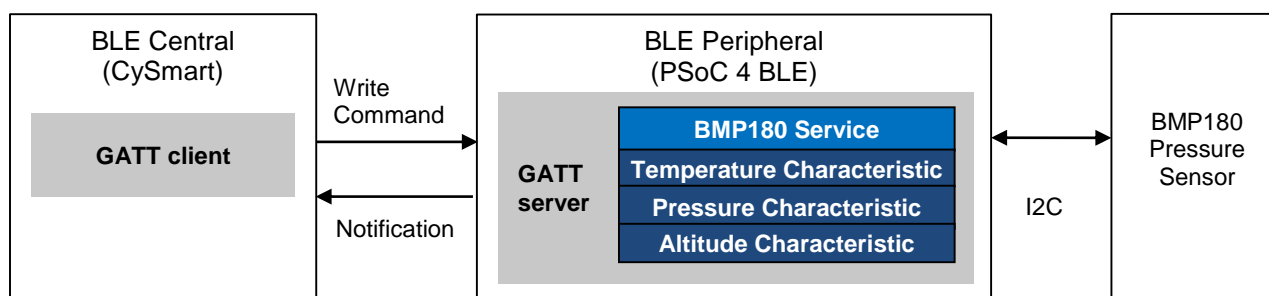 BLE Central
(CySmart)
GATT client
Write
Command
Notification
BLE Peripheral
(PSoC 4 BLE)
GATT
server
BMP180 Service
Temperature Characteristic
Pressure Characteristic
Altitude Characteristic
I2C
BMP180
Pressure
Sensor